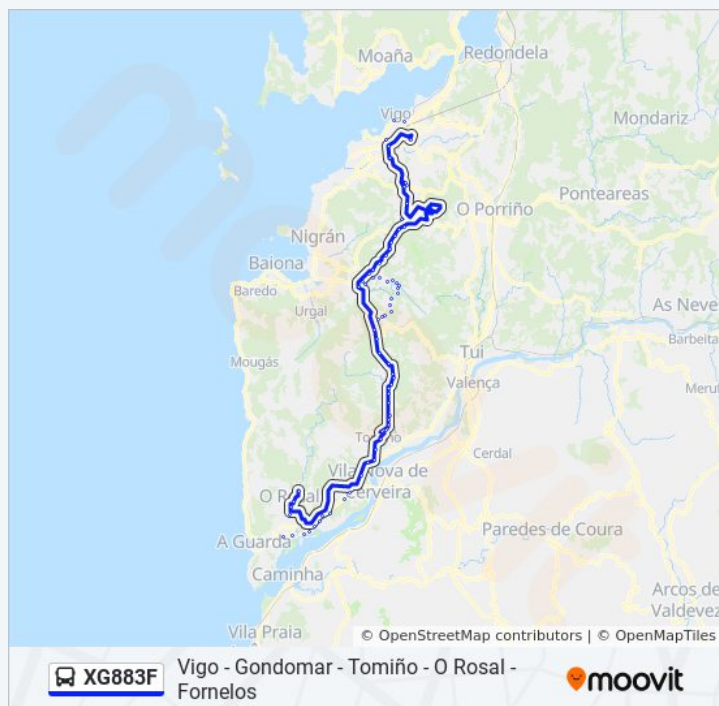 Moaña
Redondela
Vigo
Mondariz
Ponteareas
O Porriño
Nigrán
Baiona
Baredo
Urgal
As Neve
Mougás
Tui
Barbeita
Valença
Meruf
Tomiño
Cerdal
Vila Nova de
Cerveira
O Rosal
A Guarda
Paredes de Coura
Caminha
Arcos de
Valdevez
Vila Praia
© OpenStreetMap contributors | © OpenMapTiles
XG883F
Vigo - Gondomar - Tomiño - O Rosal -
Fornelos
moovit